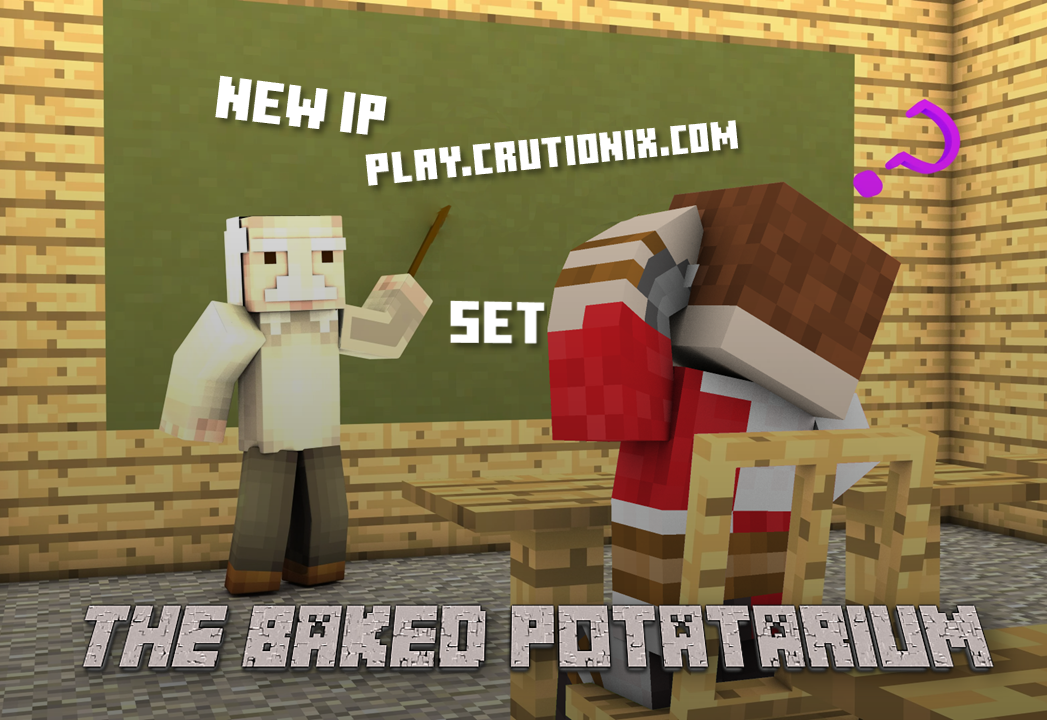 NEW IP
PLAY.CRUTIONIX.COM
SET
?
THE BAKED POTATARIUM